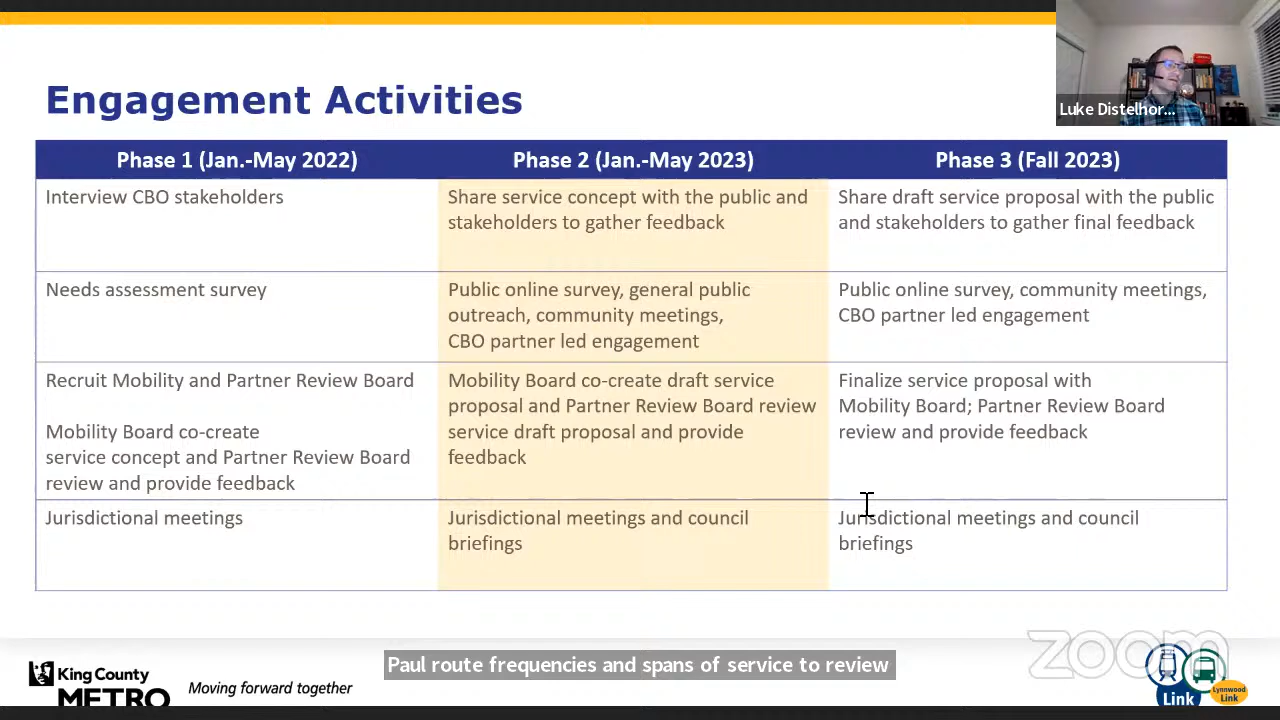 Engagement Activities
Luke Distelhor...
Phase 1 (Jan.-May 2022)
Phase 2 (Jan.-May 2023)
Phase 3 (Fall 2023)
Interview CBO stakeholders
Share service concept with the public and
stakeholders to gather feedback
Share draft service proposal with the public
and stakeholders to gather final feedback
Needs assessment survey
Public online survey, general public
outreach, community meetings,
CBO partner led engagement
Public online survey, community meetings,
CBO partner led engagement
Recruit Mobility and Partner Review Board
Mobility Board co-create
service concept and Partner Review Board
review and provide feedback
Mobility Board co-create draft service
proposal and Partner Review Board review
service draft proposal and provide
feedback
Finalize service proposal with
Mobility Board; Partner Review Board
review and provide feedback
Jurisdictional meetings
Jurisdictional meetings and council
briefings
Jurisdictional meetings and council
briefings
King County
METRO
Moving forward together
Paul route frequencies and spans of service to review
zoom
Link
Lynnwood
Link